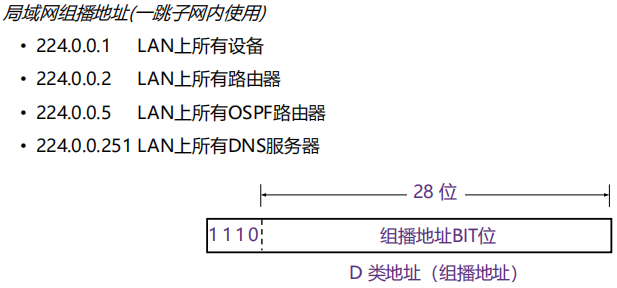 局域网组播地址(一跳子网内使用)
• 224.0.0.1 LAN上所有设备
• 224.0.0.2 LAN上所有路由器
• 224.0.0.5 LAN上所有OSPF路由器
• 224.0.0.251 LAN上所有DNS服务器
28 位
1110 组播地址BIT位
D 类地址（组播地址）